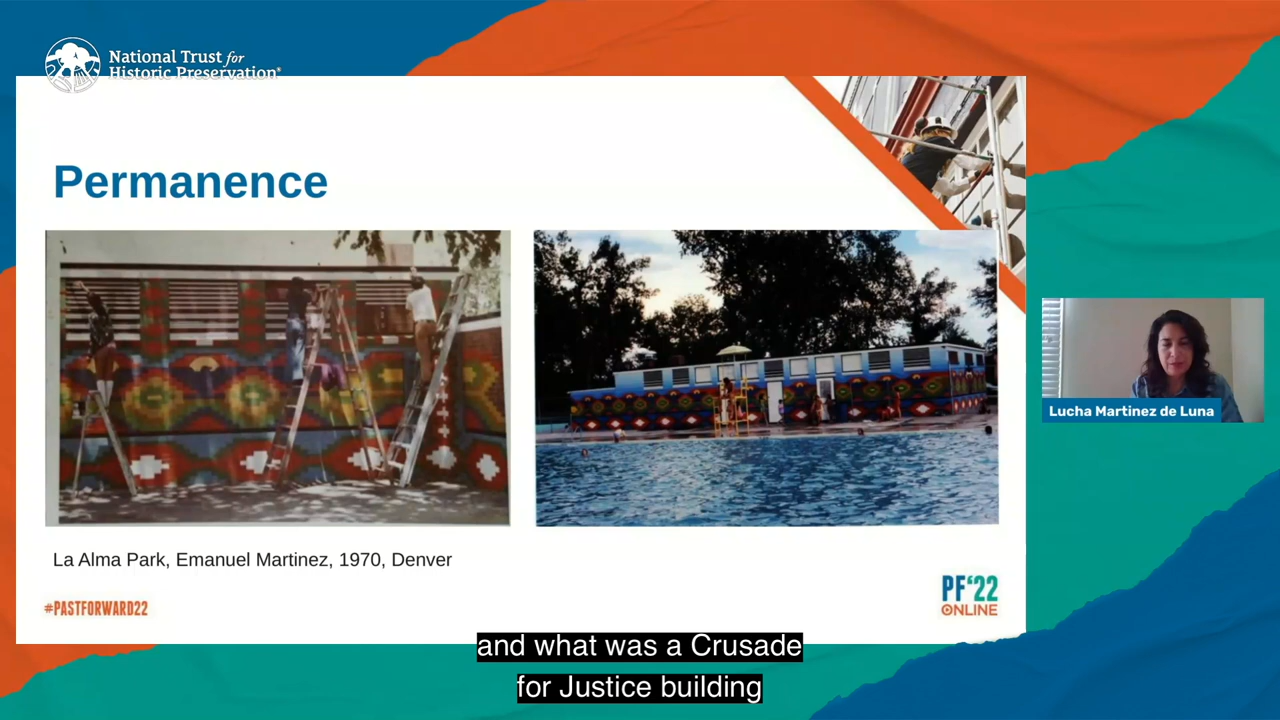 National Trust for
Historic Preservation®
Permanence
Lucha Martinez de Luna
La Alma Park, Emanuel Martinez, 1970, Denver
#PASTFORWARD22
PF‘22
ONLINE
and what was a Crusade
for Justice building